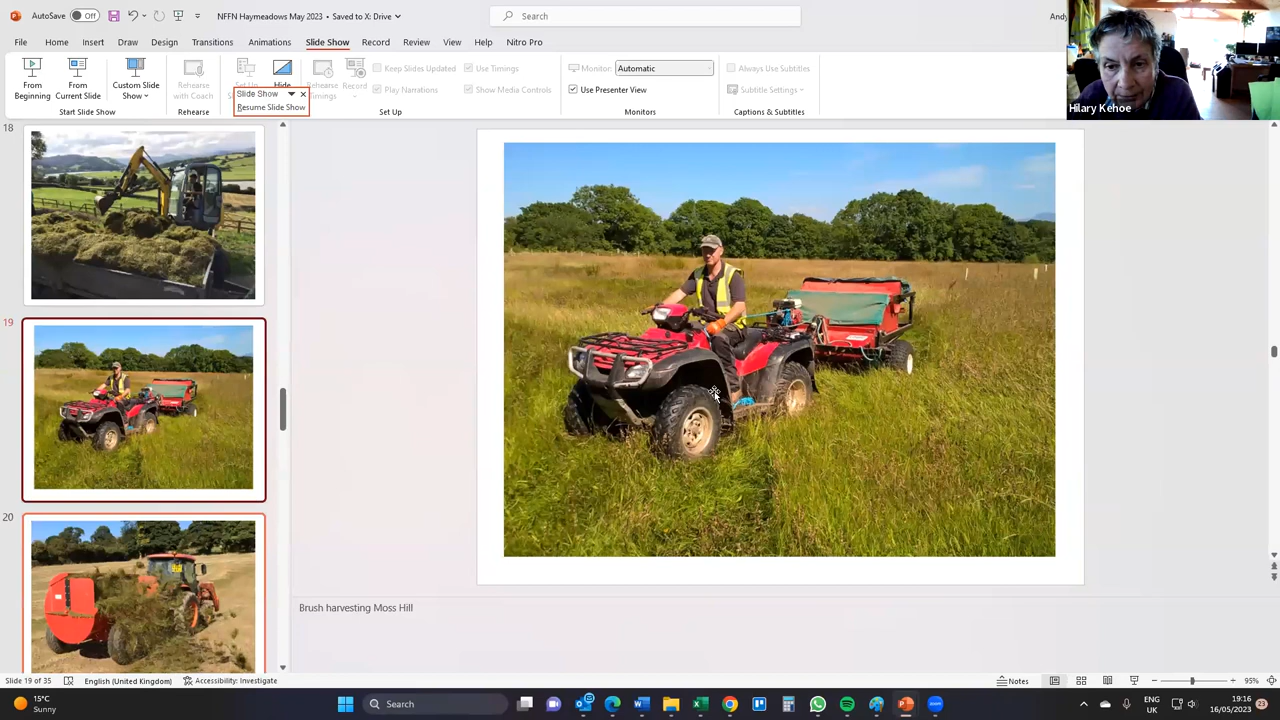 AutoSave Off
NFFN Haymeadows May 2023 • Saved to X: Drive
Search
Andy
File Home Insert Draw Design Transitions Animations Slide Show Record Review View Help Nitro Pro
From Beginning
From Current Slide
Custom Slide Show
Rehearse with Coach
Hide
Rehearse Timings
Record
Keep Slides Updated
Use Timings
Play Narrations
Show Media Controls
Monitor: Automatic
Use Presenter View
Always Use Subtitles
Subtitle Settings
Slide Show
Resume Slide Show
Start Slide Show
Rehearse
Set Up
Monitors
Captions & Subtitles
Hilary Kehoe
18
19
20
Brush harvesting Moss Hill
Slide 19 of 35
English (United Kingdom)
Accessibility: Investigate
Notes
95%
15°C
Sunny
Search
ENG
UK
19:16
16/05/2023
23